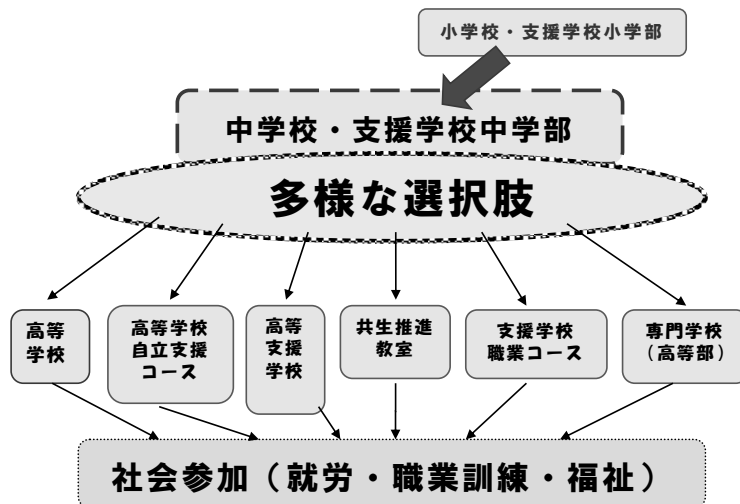 小学校・支援学校小学部
中学校・支援学校中学部
多様な選択肢
高等
学校
高等学校
自立支援
コース
高等
支援
学校
共生推進
教室
支援学校
職業コース
専門学校
（高等部）
社会参加（就労・職業訓練・福祉）